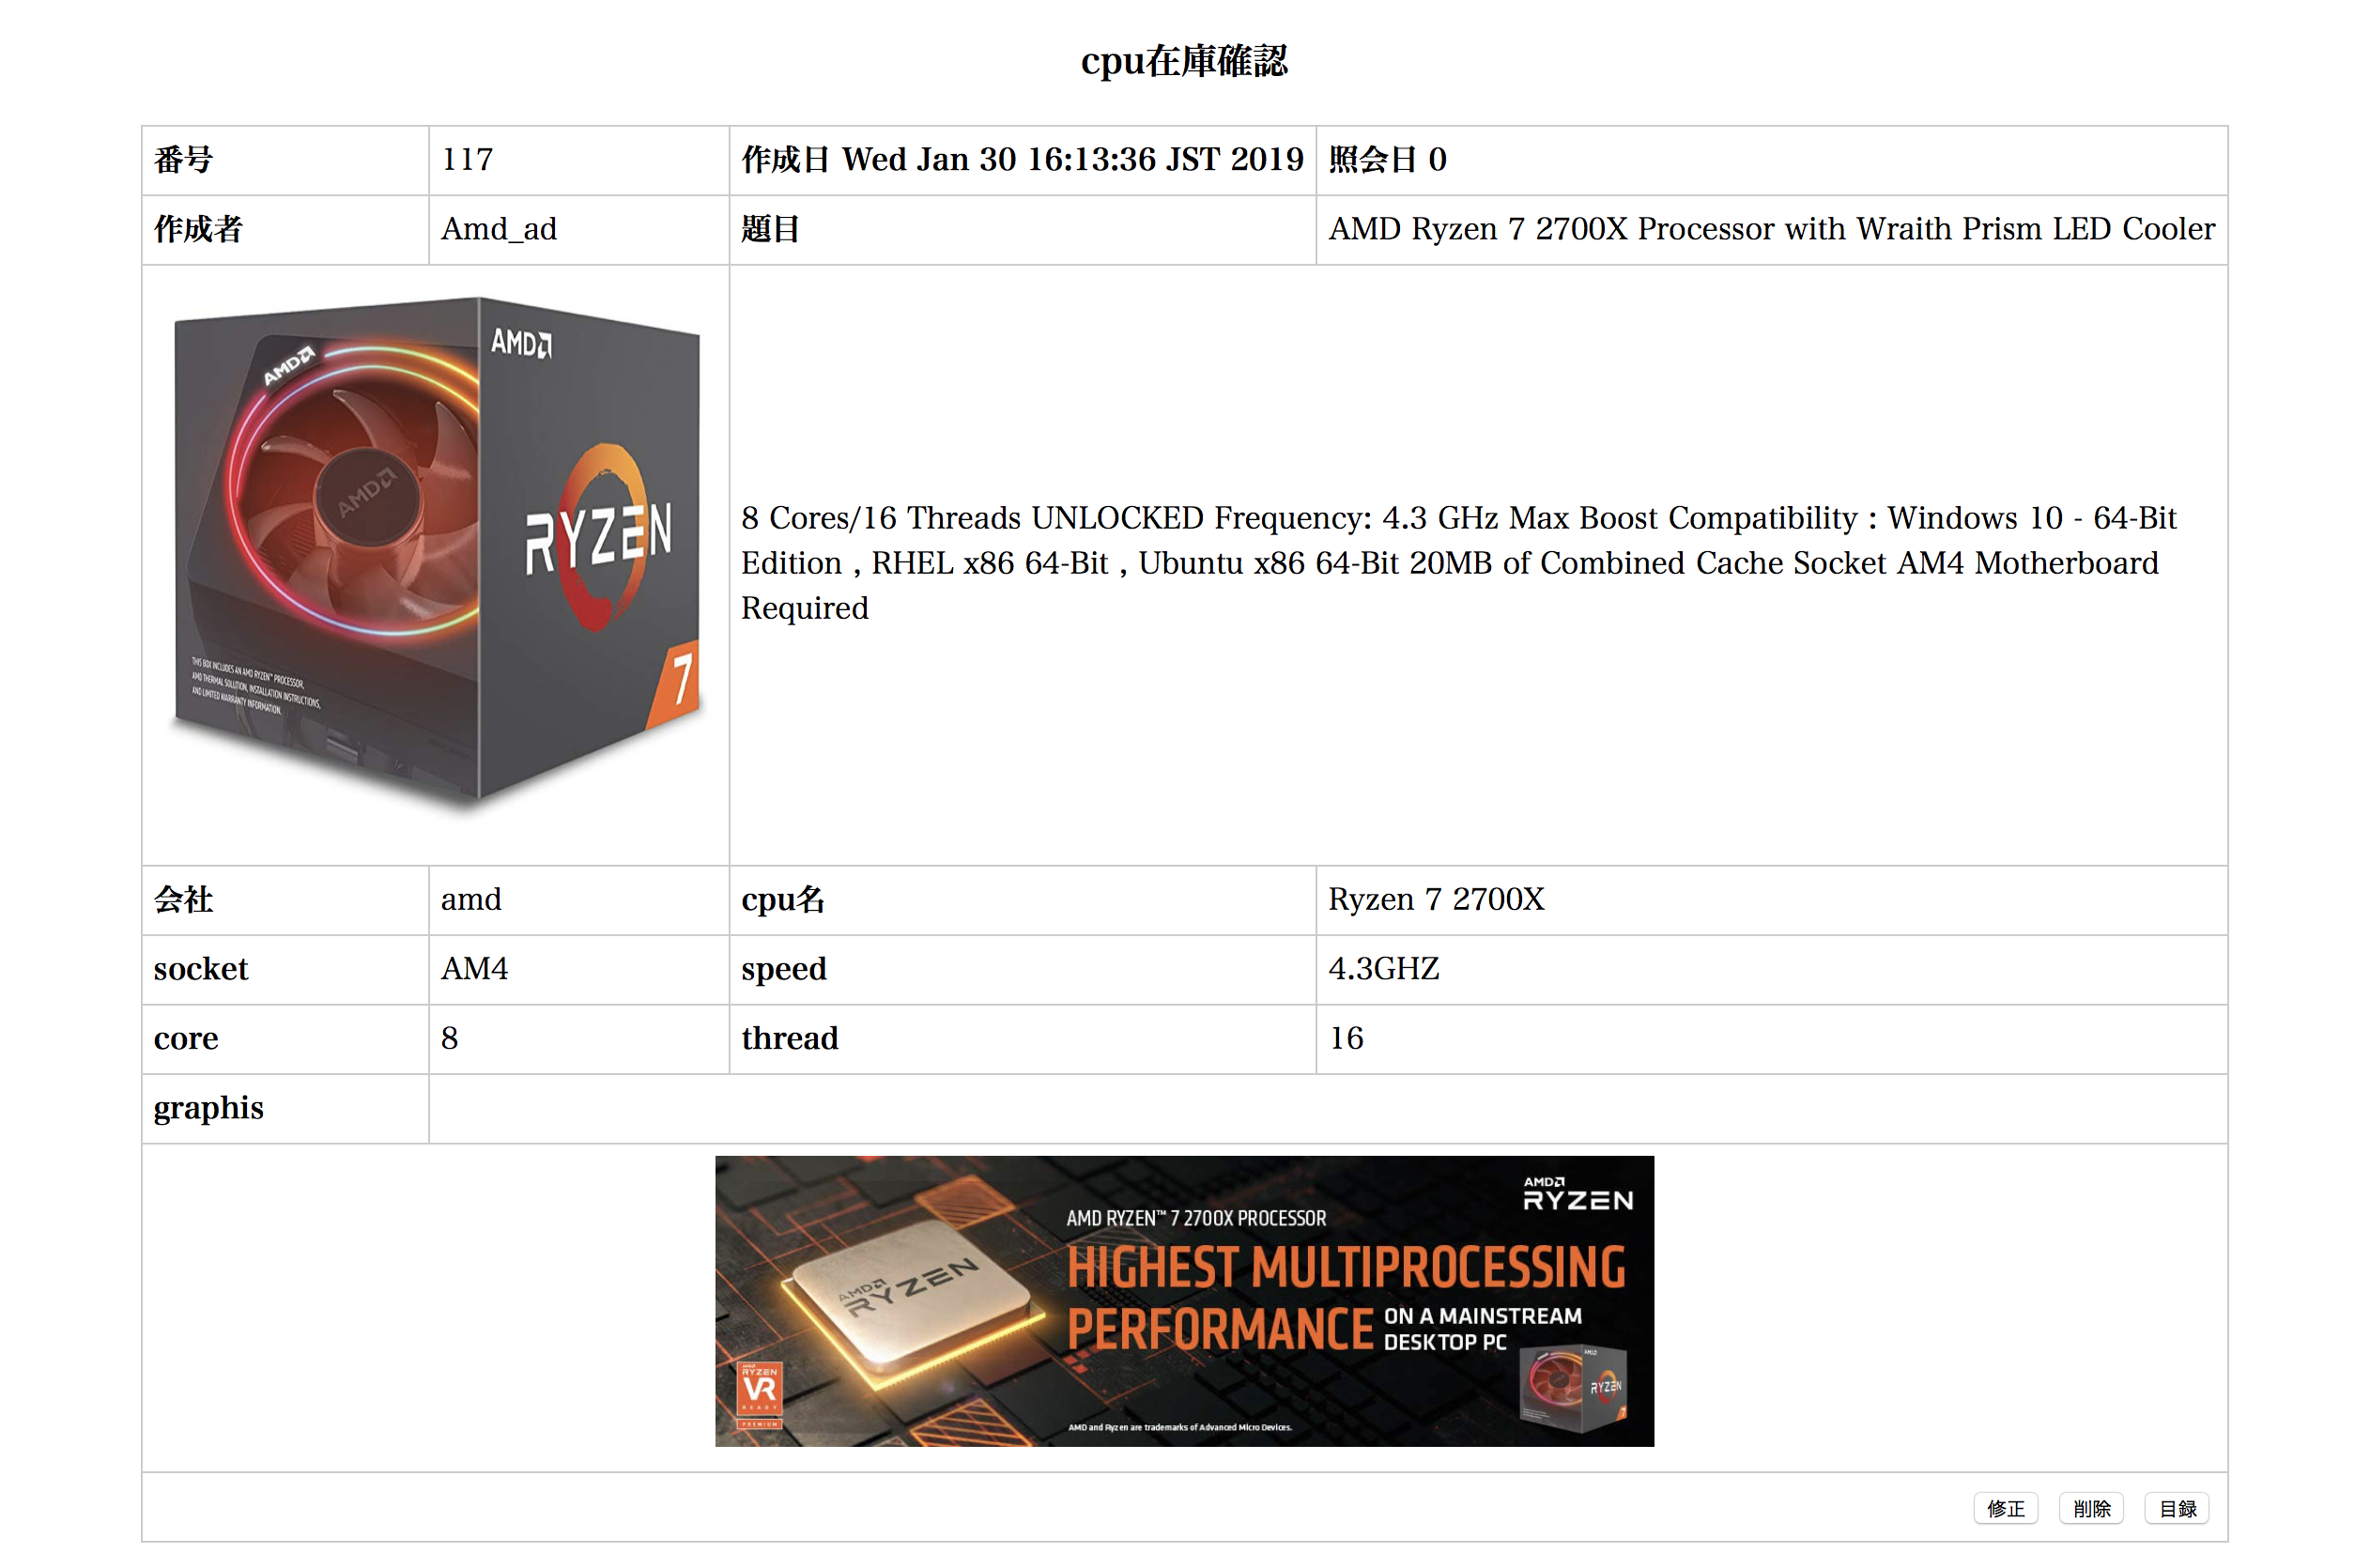 cpu在庫確認
番号 117 作成日 Wed Jan 30 16:13:36 JST 2019 照会日 0
作成者 Amd_ad 題目 AMD Ryzen 7 2700X Processor with Wraith Prism LED Cooler
AMD
AMD
AMD
RYZEN
7
THIS BOX INCLUDES AN AMD RYZEN™ PROCESSOR,
AMD THERMAL SOLUTION, INSTALLATION INSTRUCTIONS,
AND LIMITED WARRANTY INFORMATION.
8 Cores/16 Threads UNLOCKED Frequency: 4.3 GHz Max Boost Compatibility : Windows 10 - 64-Bit
Edition , RHEL x86 64-Bit , Ubuntu x86 64-Bit 20MB of Combined Cache Socket AM4 Motherboard
Required
会社 amd cpu名 Ryzen 7 2700X
socket AM4 speed 4.3GHZ
core 8 thread 16
graphis
AMD
RYZEN
AMD RYZEN™ 7 2700X PROCESSOR
HIGHEST MULTIPROCESSING
PERFORMANCE ON A MAINSTREAM
DESKTOP PC
AMD
RYZEN
RYZEN
VR
READY
PREMIUM
AMD
RYZEN
AMD and Ryzen are trademarks of Advanced Micro Devices.
修正 削除 目録